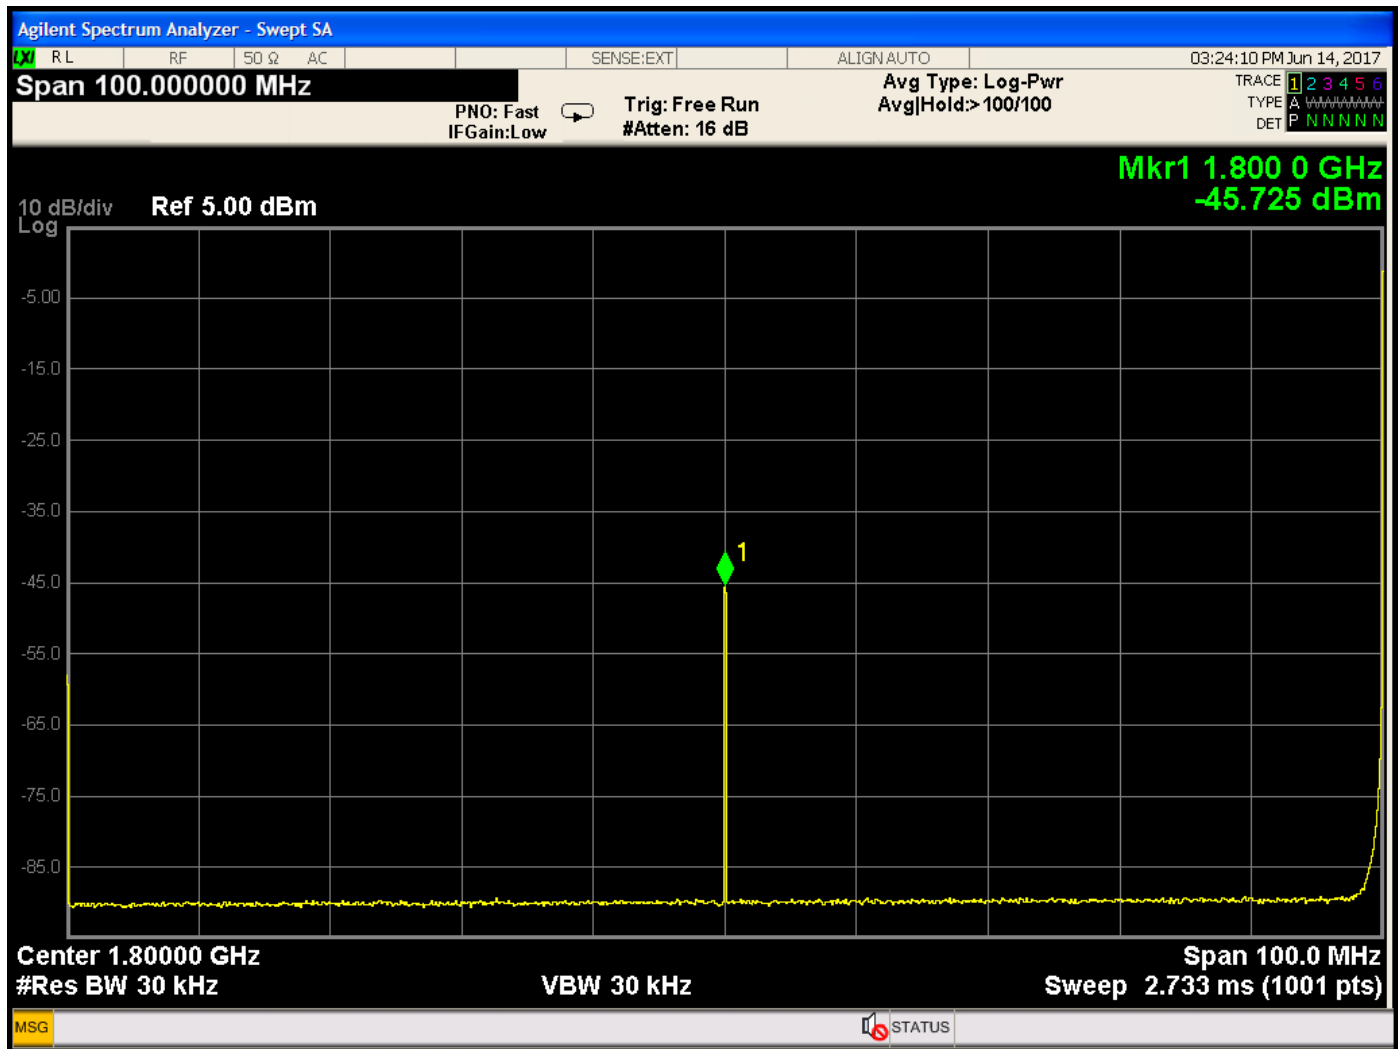 Agilent Spectrum Analyzer - Swept SA
LXI RL RF 50 Ω AC SENSE:EXT ALIGNAUTO 03:24:10 PM Jun 14, 2017
Span 100.000000 MHz
PNO: Fast
IFGain:Low
Trig: Free Run
#Atten: 16 dB
Avg Type: Log-Pwr
Avg|Hold:>100/100
TRACE 1 2 3 4 5 6
TYPE A WWWWW
DET P N N N N N
Mkr1 1.800 0 GHz
-45.725 dBm
10 dB/div Ref 5.00 dBm
Log
-5.00
-15.0
-25.0
-35.0
1
-45.0
-55.0
-65.0
-75.0
-85.0
Center 1.80000 GHz Span 100.0 MHz
#Res BW 30 kHz VBW 30 kHz Sweep 2.733 ms (1001 pts)
MSG STATUS